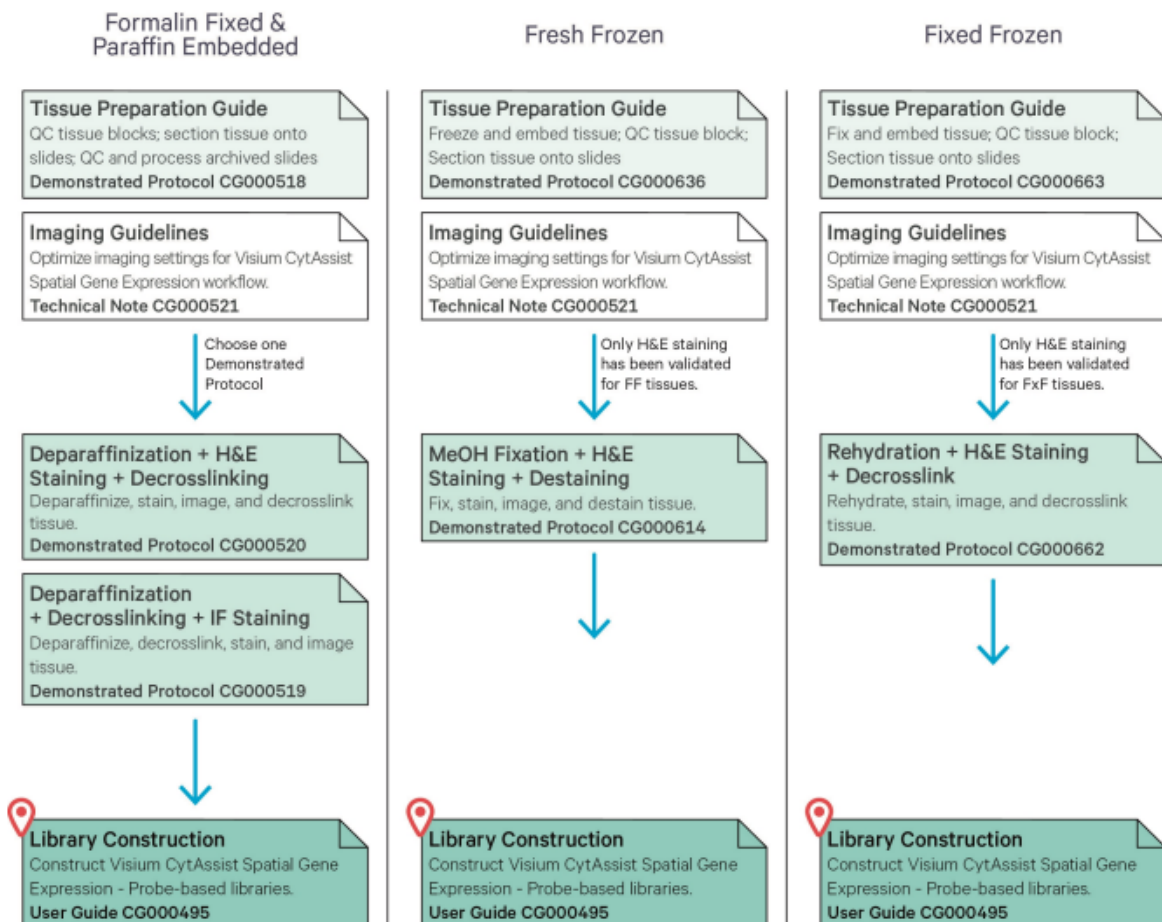 Formalin Fixed &
Paraffin Embedded
Tissue Preparation Guide
QC tissue blocks; section tissue onto
slides; QC and process archived slides
Demonstrated Protocol CG000518
Imaging Guidelines
Optimize imaging settings for Visium CytAssist
Spatial Gene Expression workflow.
Technical Note CG000521
Choose one
Demonstrated
Protocol
Deparaffinization + H&E
Staining + Decrosslinking
Deparaffinize, stain, image, and decrosslink
tissue.
Demonstrated Protocol CG000520
Deparaffinization
+ Decrosslinking + IF Staining
Deparaffinize, decrosslink, stain, and image
tissue.
Demonstrated Protocol CG000519
Library Construction
Construct Visium CytAssist Spatial Gene
Expression - Probe-based libraries.
User Guide CG000495
Fresh Frozen
Tissue Preparation Guide
Freeze and embed tissue; QC tissue block;
Section tissue onto slides
Demonstrated Protocol CG000636
Imaging Guidelines
Optimize imaging settings for Visium CytAssist
Spatial Gene Expression workflow.
Technical Note CG000521
Only H&E staining
has been validated
for FF tissues.
MeOH Fixation + H&E
Staining + Destaining
Fix, stain, image, and destain tissue.
Demonstrated Protocol CG000614
Library Construction
Construct Visium CytAssist Spatial Gene
Expression - Probe-based libraries.
User Guide CG000495
Fixed Frozen
Tissue Preparation Guide
Fix and embed tissue; QC tissue block;
Section tissue onto slides
Demonstrated Protocol CG000663
Imaging Guidelines
Optimize imaging settings for Visium CytAssist
Spatial Gene Expression workflow.
Technical Note CG000521
Only H&E staining
has been validated
for FxF tissues.
Rehydration + H&E Staining
+ Decrosslink
Rehydrate, stain, image, and decrosslink
tissue.
Demonstrated Protocol CG000662
Library Construction
Construct Visium CytAssist Spatial Gene
Expression - Probe-based libraries.
User Guide CG000495